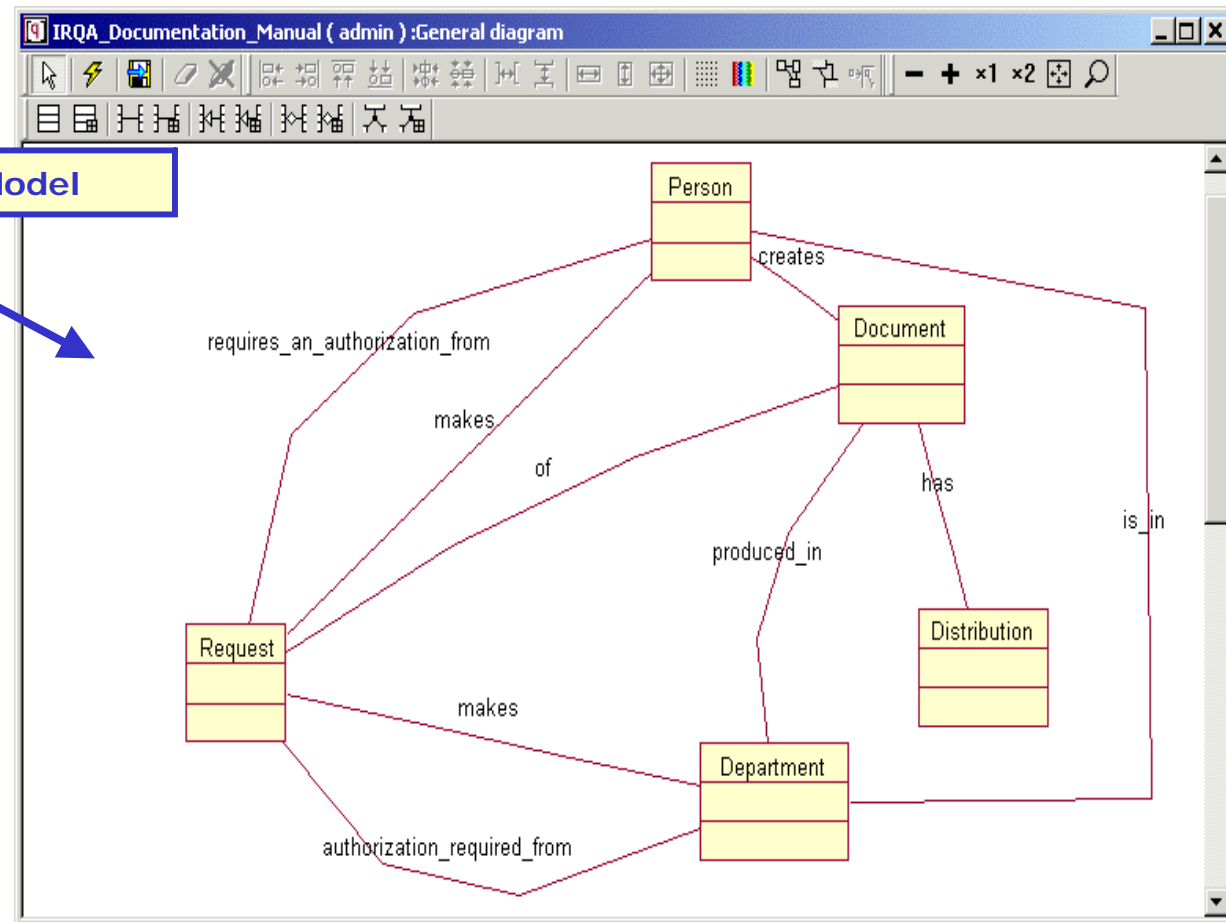 IRQA_Documentation_Manual ( admin ) :General diagram
×1 ×2
Person
creates
Document
requires_an_authorization_from
makes
of
has
is_in
produced_in
Distribution
Request
makes
Department
authorization_required_from